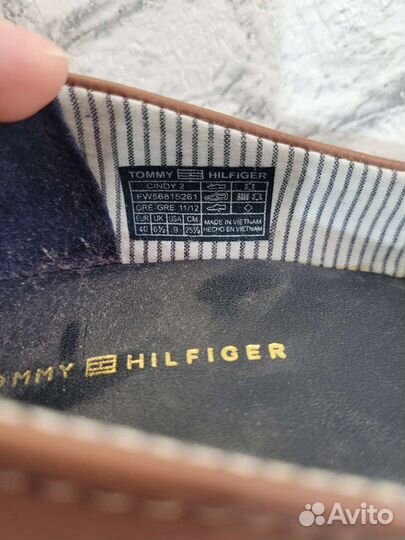 TOMMY HILFIGER
CINDY 2
FW56815261
GRE GRE 11/12
EUR UK USA CM
40 6½ 9 25½
MADE IN VIETNAM
HECHO EN VIETNAM
TOMMY HILFIGER
Avito